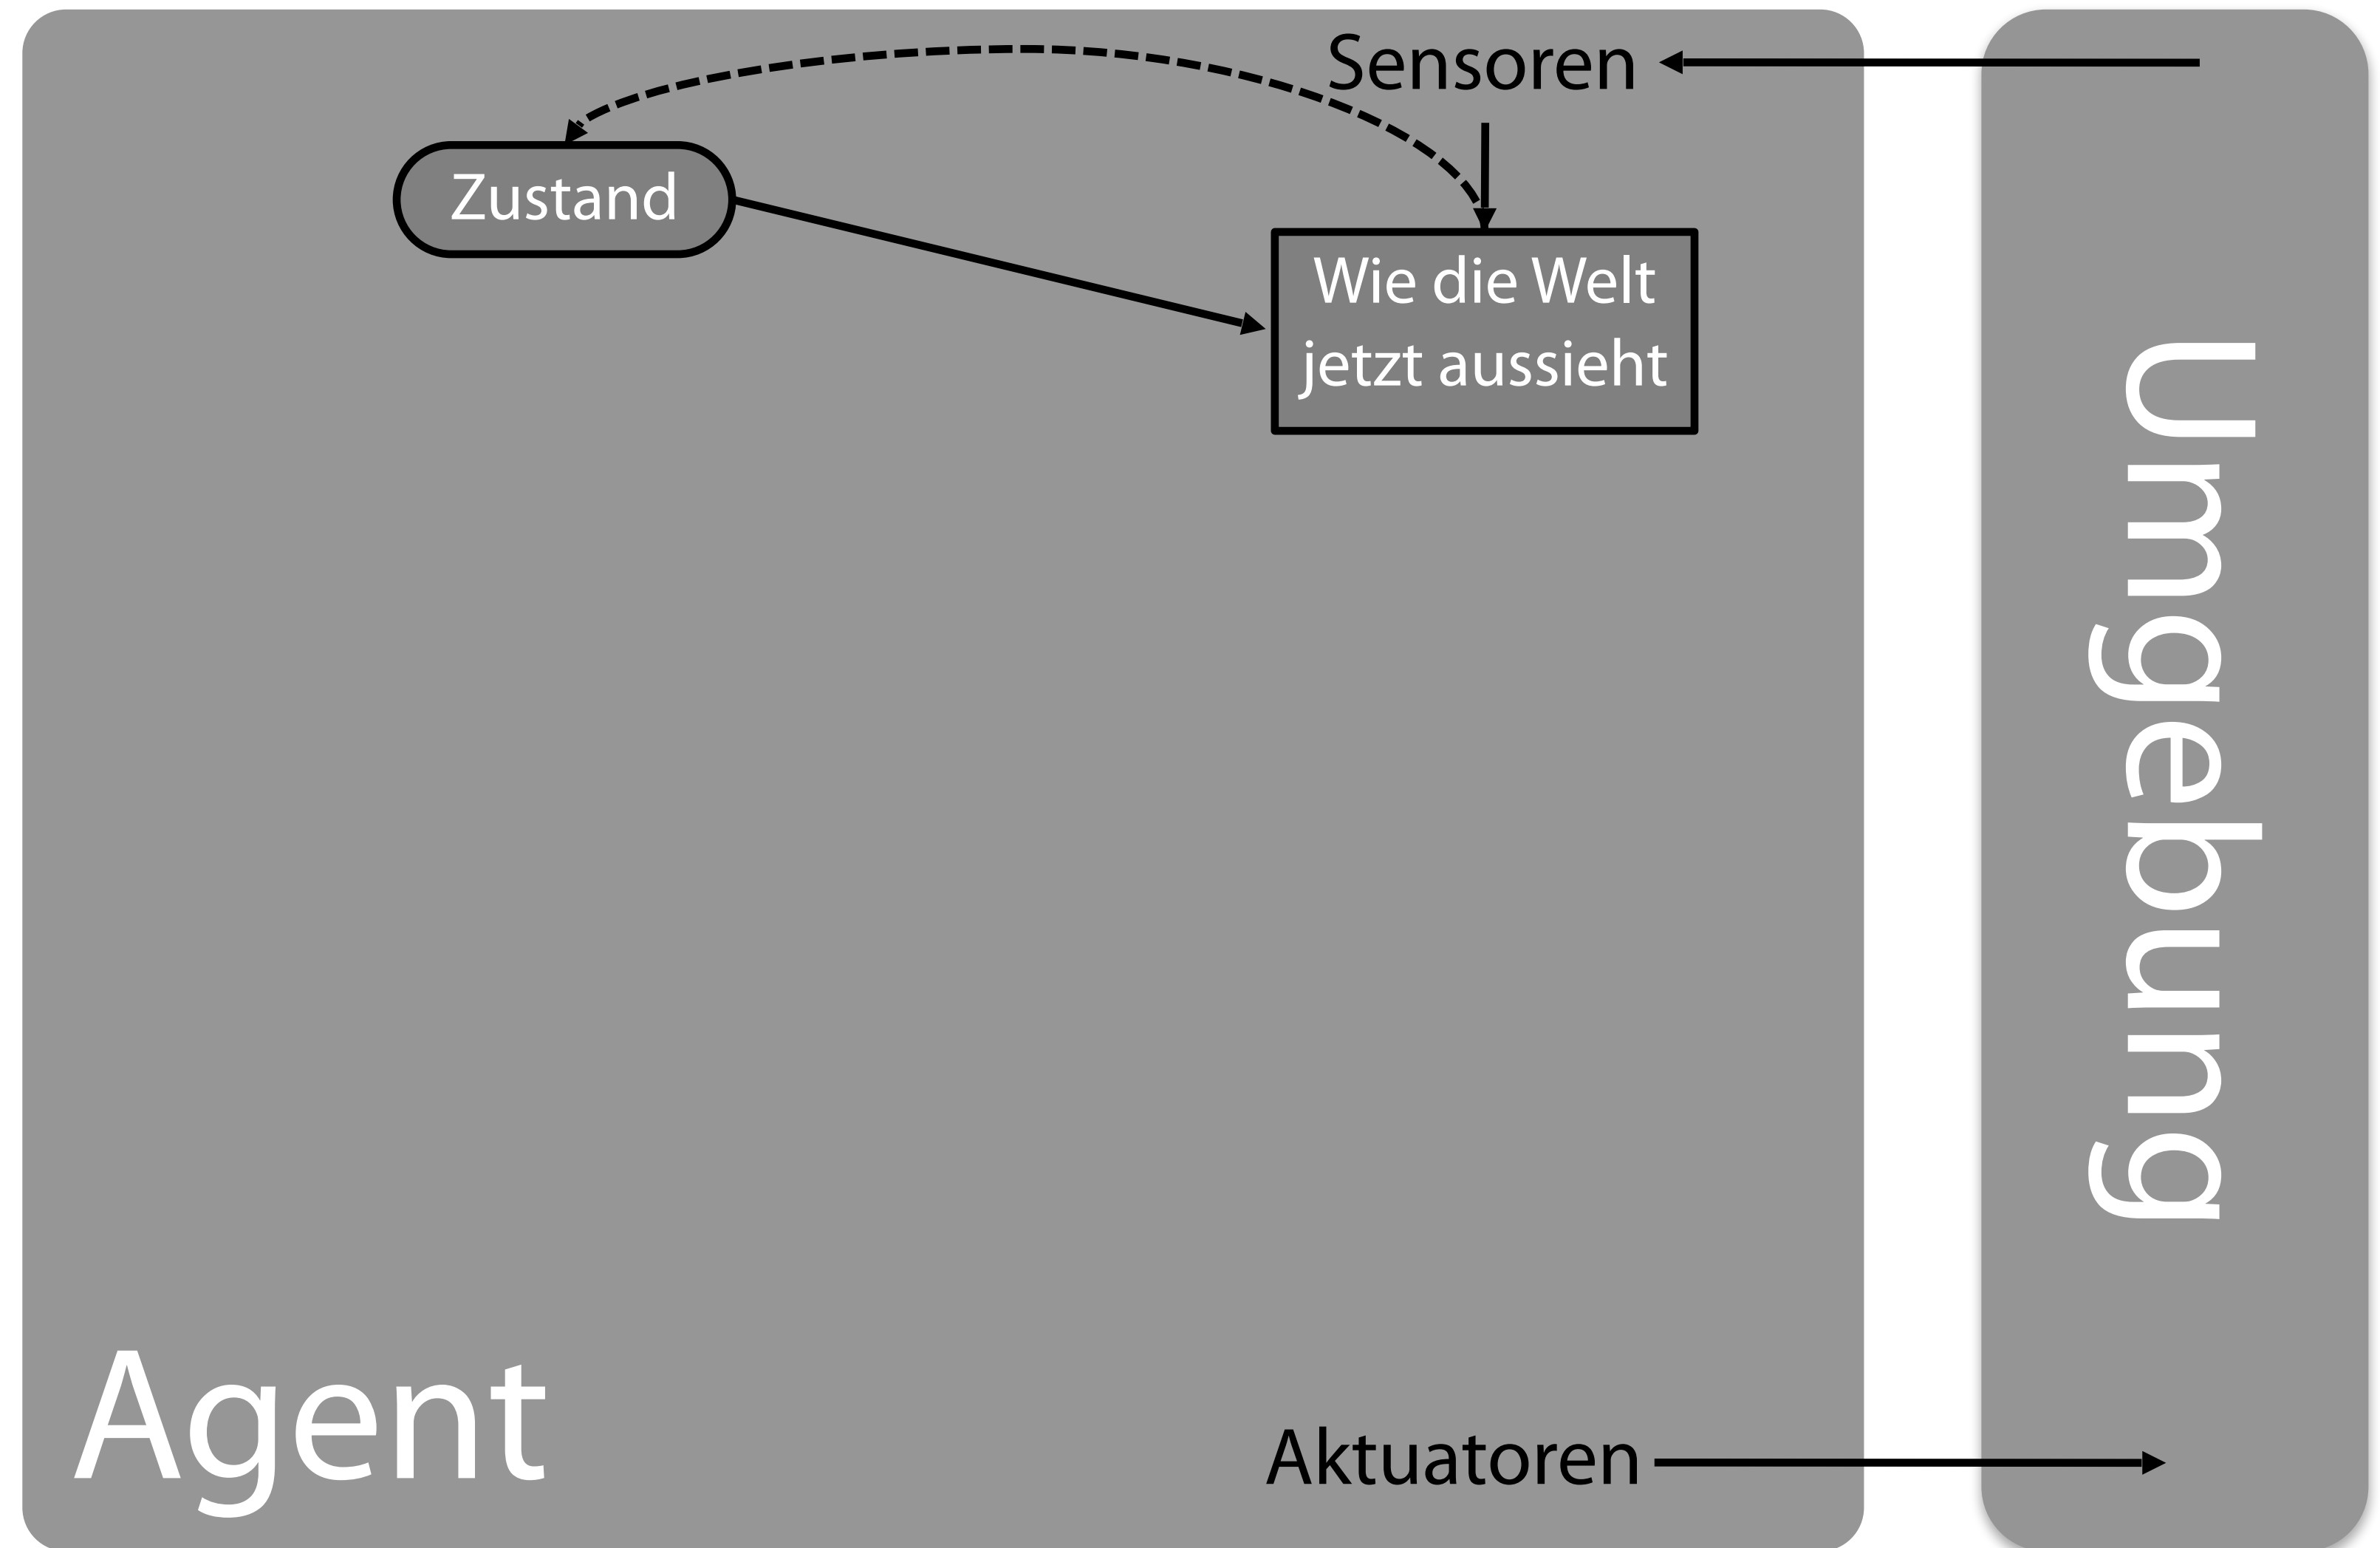 Sensoren
Zustand
Wie die Welt
jetzt aussieht
Umgebung
Agent
Aktuatoren